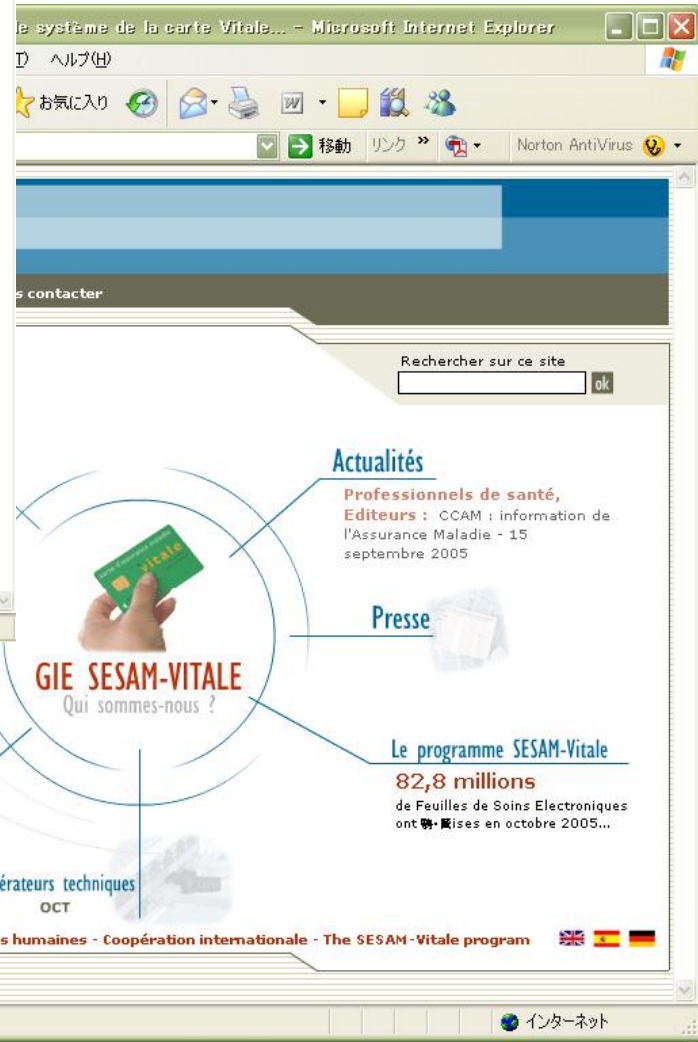 le système de la carte Vitale... - Microsoft Internet Explorer
T) ヘルプ(H)
お気に入り
移動 リンク » Norton AntiVirus
s contacter
Rechercher sur ce site
ok
Actualités
Professionnels de santé,
Editeurs : CCAM : information de
l'Assurance Maladie - 15
septembre 2005
carte d'assurance maladie
vitale
Presse
GIE SESAM-VITALE
Qui sommes-nous ?
Le programme SESAM-Vitale
82,8 millions
de Feuilles de Soins Electroniques
ont ises en octobre 2005...
érateurs techniques
OCT
s humaines - Coopération internationale - The SESAM-Vitale program
インターネット